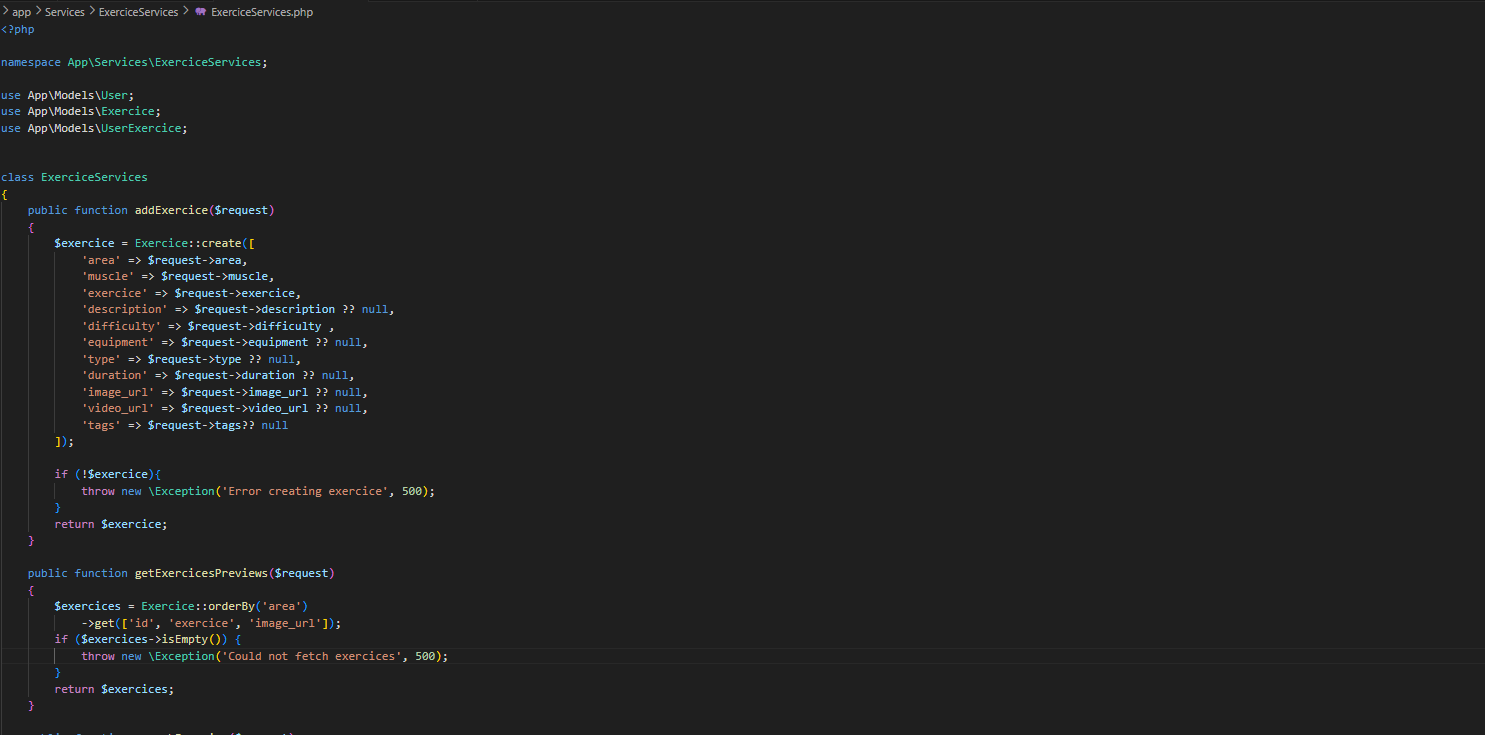 app > Services > ExerciceServices > ExerciceServices.php
<?php
namespace App\Services\ExerciceServices;
use App\Models\User;
use App\Models\Exercice;
use App\Models\UserExercice;
class ExerciceServices
{
    public function addExercice($request)
    {
        $exercice = Exercice::create([
            'area' => $request->area,
            'muscle' => $request->muscle,
            'exercice' => $request->exercice,
            'description' => $request->description ?? null,
            'difficulty' => $request->difficulty ,
            'equipment' => $request->equipment ?? null,
            'type' => $request->type ?? null,
            'duration' => $request->duration ?? null,
            'image_url' => $request->image_url ?? null,
            'video_url' => $request->video_url ?? null,
            'tags' => $request->tags?? null
        ]);
        if (!$exercice){
            throw new \Exception('Error creating exercice', 500);
        }
        return $exercice;
    }
    public function getExercicesPreviews($request)
    {
        $exercices = Exercice::orderBy('area')
            ->get(['id', 'exercice', 'image_url']);
        if ($exercices->isEmpty()) {
            throw new \Exception('Could not fetch exercices', 500);
        }
        return $exercices;
    }